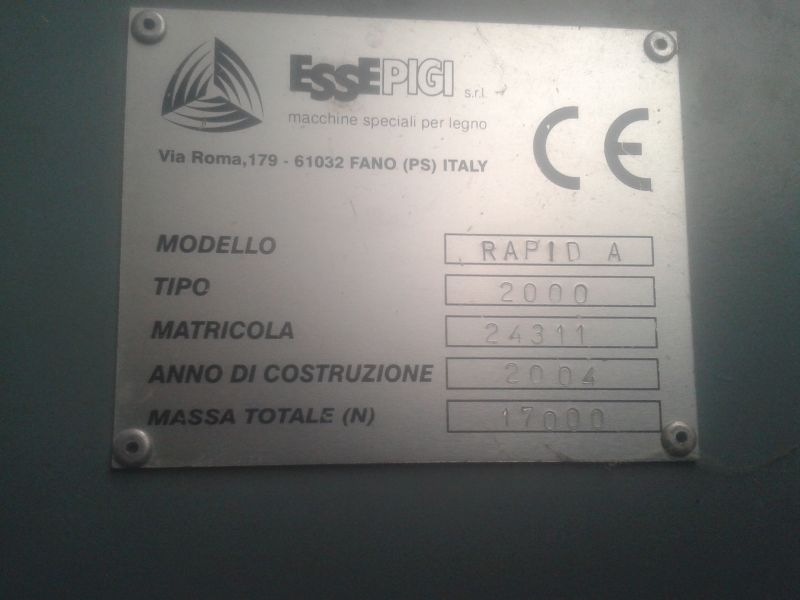 ESSEPIGI s.r.l.
macchine speciali per legno
Via Roma,179 - 61032 FANO (PS) ITALY
CE
MODELLO RAPID A
TIPO 2000
MATRICOLA 24311
ANNO DI COSTRUZIONE 2004
MASSA TOTALE (N) 17000